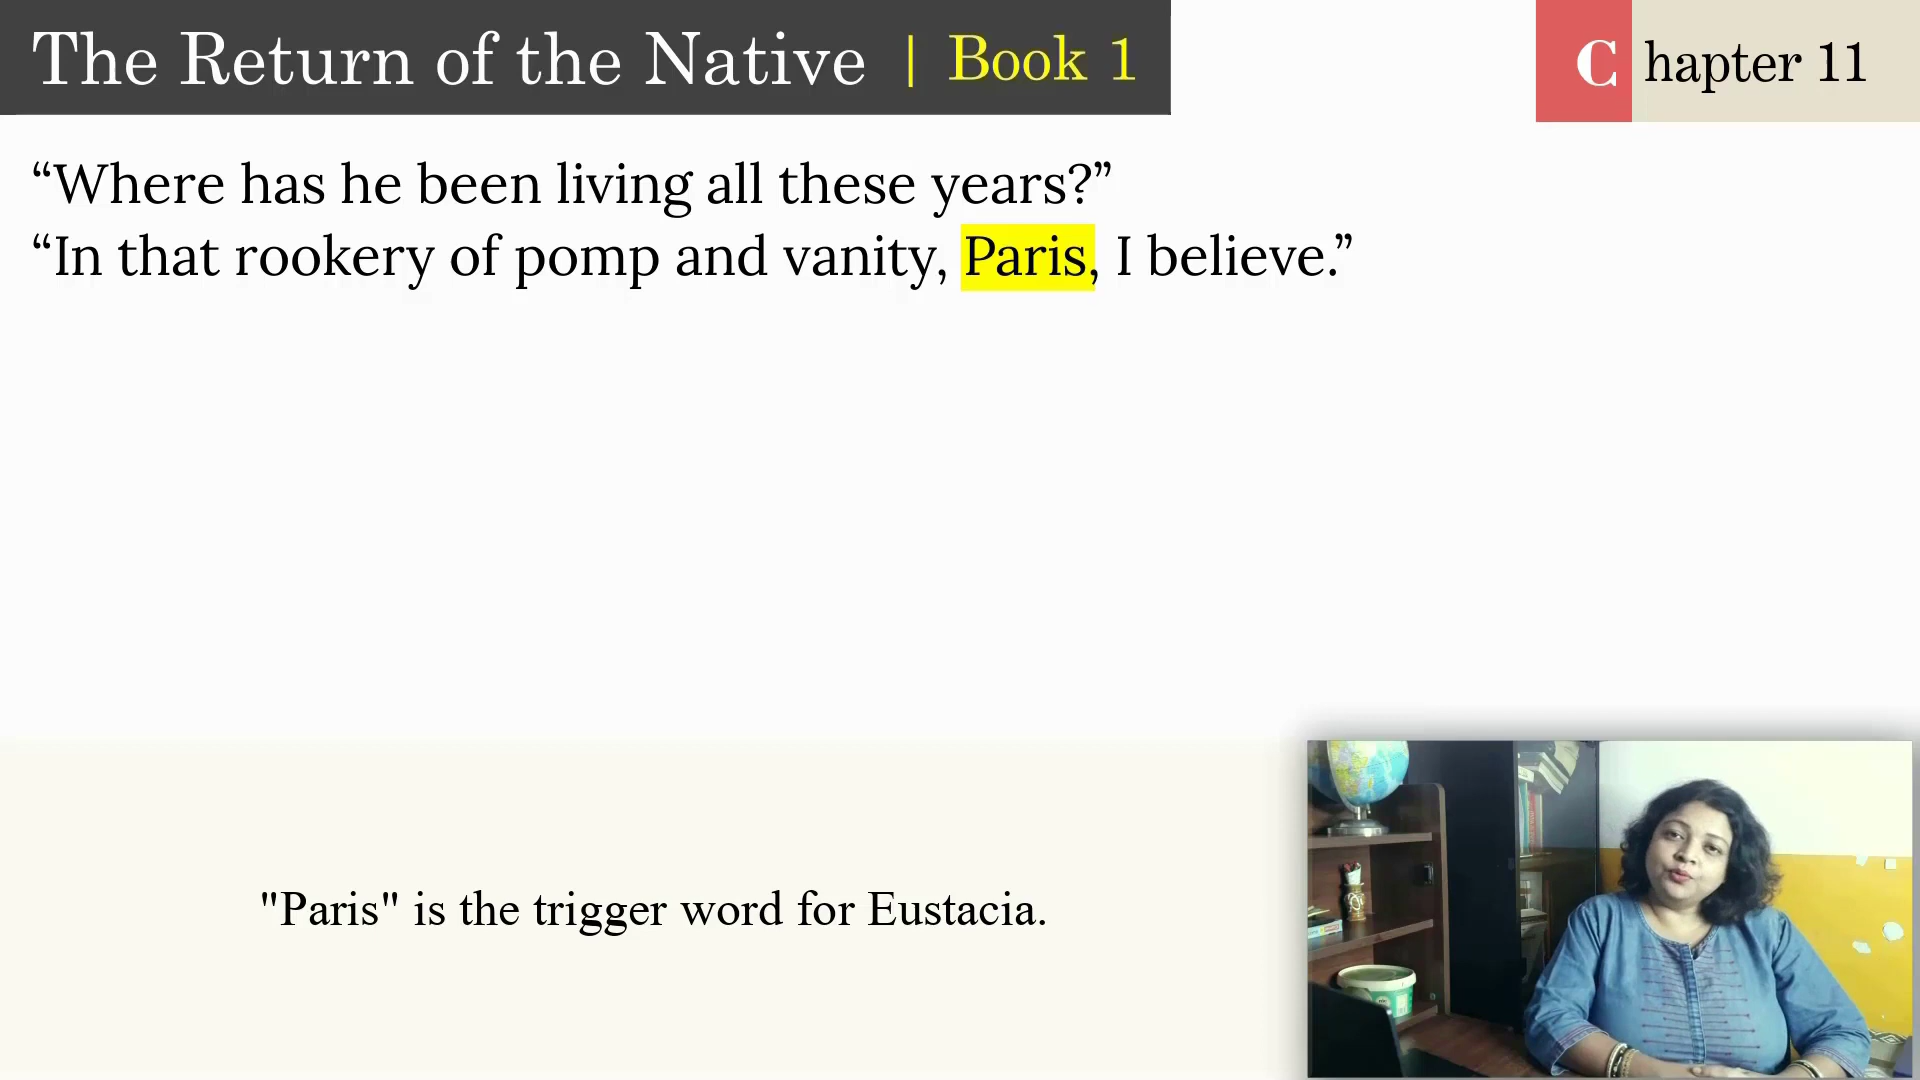 The Return of the Native | Book 1
Chapter 11
“Where has he been living all these years?”
“In that rookery of pomp and vanity, Paris, I believe.”
"Paris" is the trigger word for Eustacia.